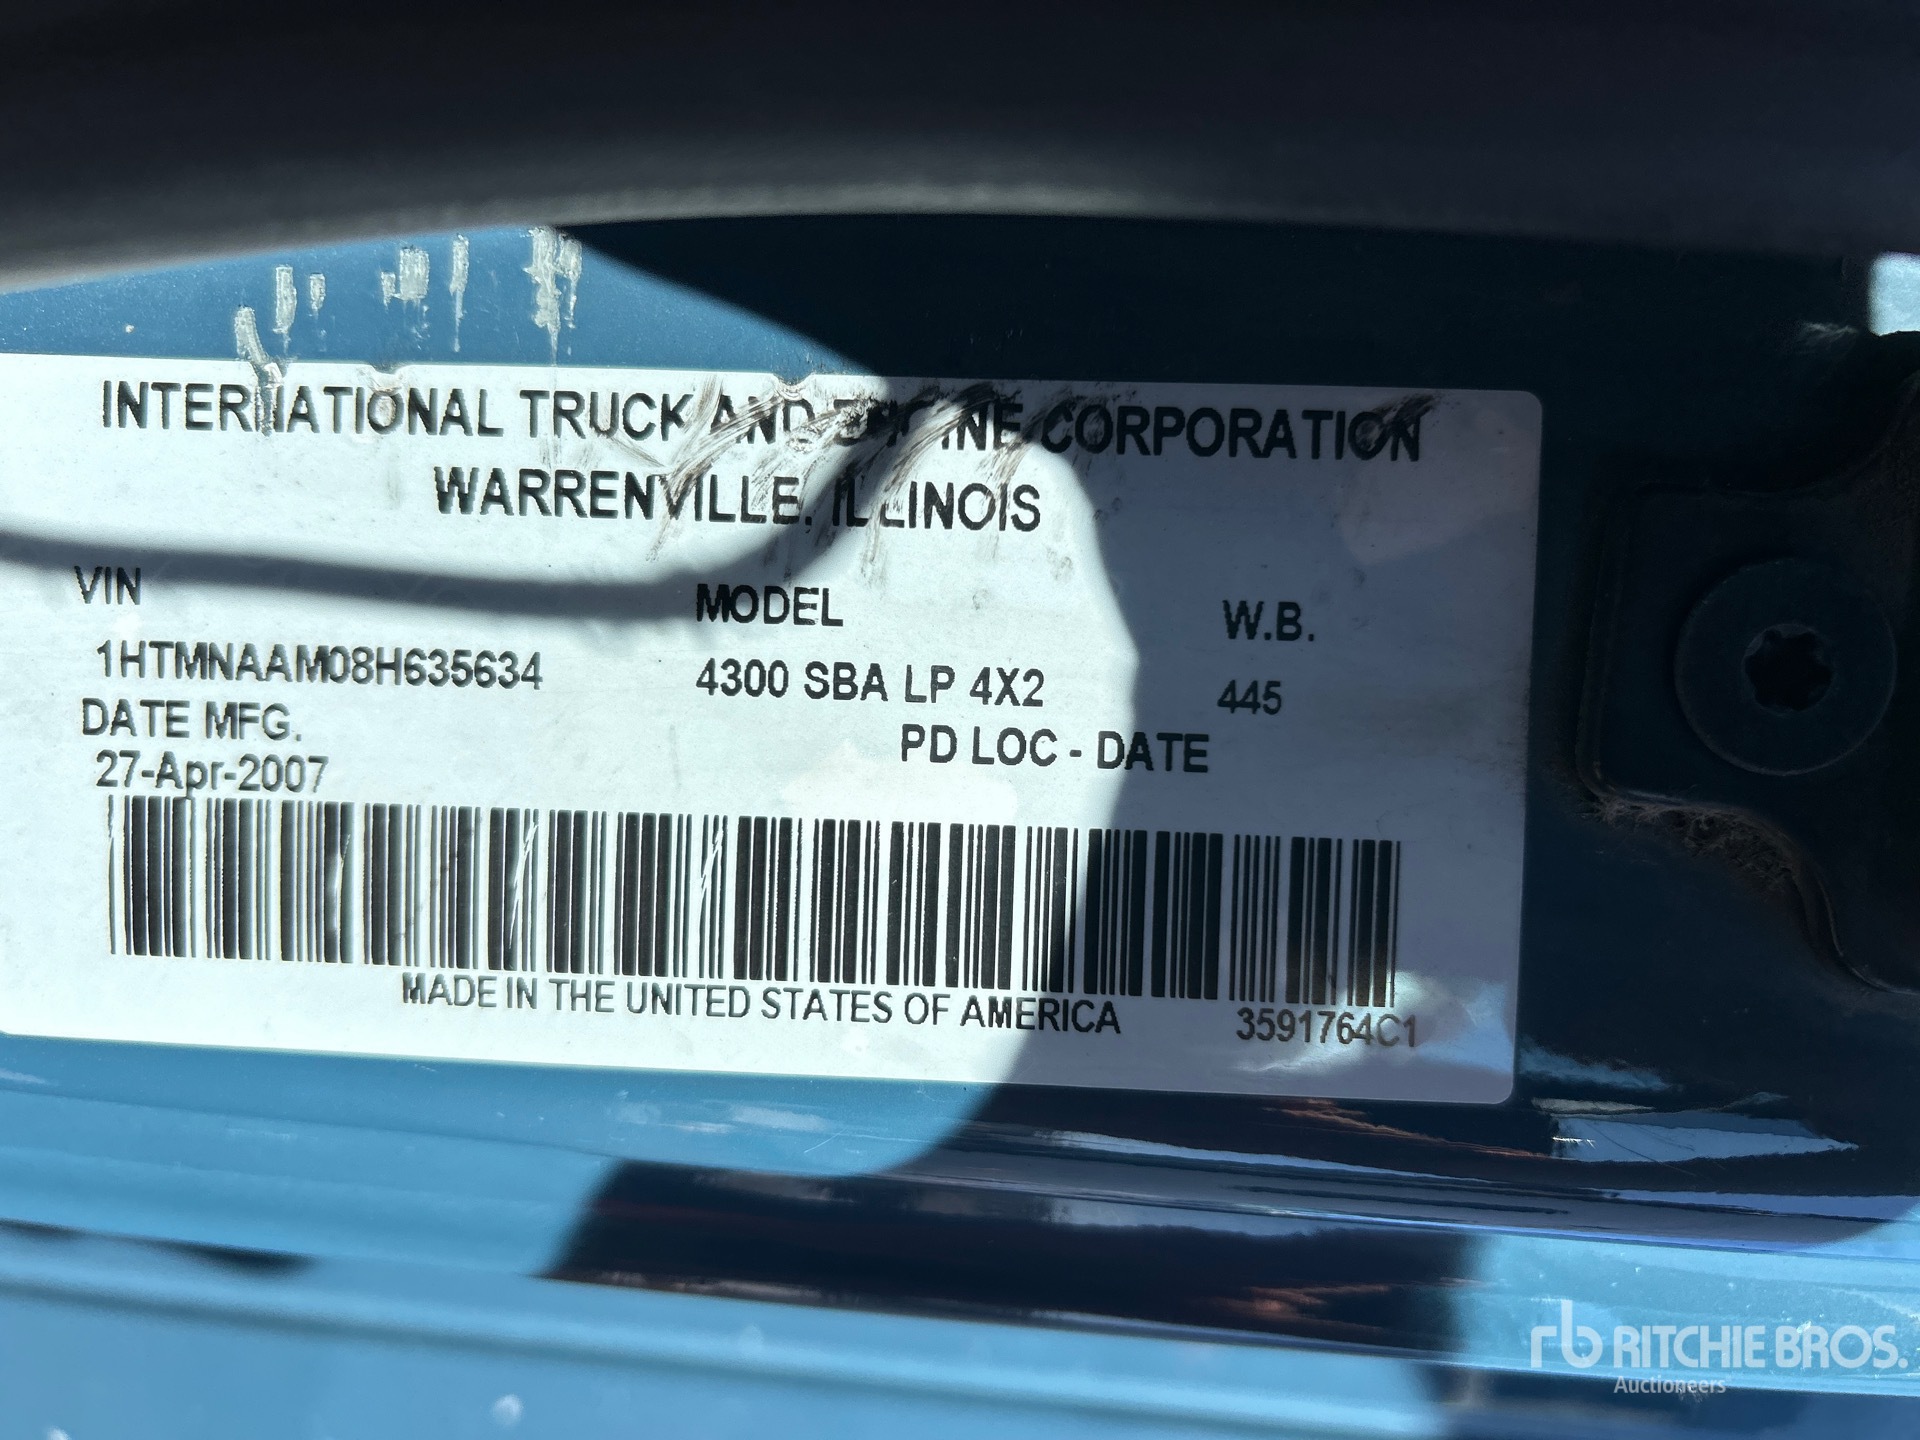 INTERNATIONAL TRUCK AND ENGINE CORPORATION
WARRENVILLE, ILLINOIS
VIN MODEL W.B.
1HTMNAAM08H635634 4300 SBA LP 4X2 445
DATE MFG. PD LOC - DATE
27-Apr-2007
MADE IN THE UNITED STATES OF AMERICA 3591764C1
rb RITCHIE BROS.
Auctioneers